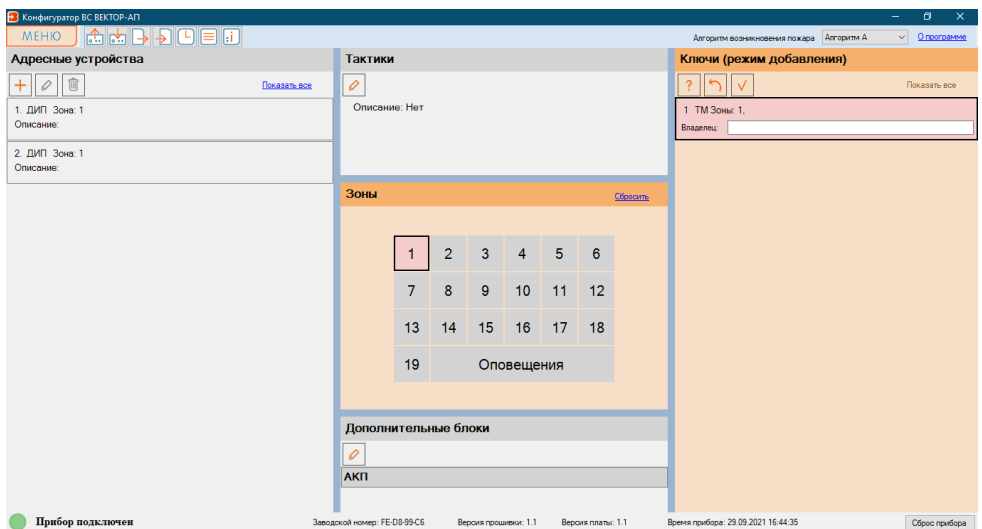 Конфигуратор ВС ВЕКТОР-АП
МЕНЮ
Алгоритм возникновения пожара Алгоритм А О программе
Адресные устройства
Показать все
1. ДИП Зона: 1
Описание:
2. ДИП Зона: 1
Описание:
Тактики
Описание: Нет
Зоны
Сбросить
1 2 3 4 5 6
7 8 9 10 11 12
13 14 15 16 17 18
19 Оповещения
Дополнительные блоки
АКП
Ключи (режим добавления)
? Показать все
1 ТМ Зоны: 1,
Владелец:
Прибор подключен Заводской номер: FE-D8-99-C6 Версия прошивки: 1.1 Версия платы: 1.1 Время прибора: 29.09.2021 16:44:35 Сброс прибора